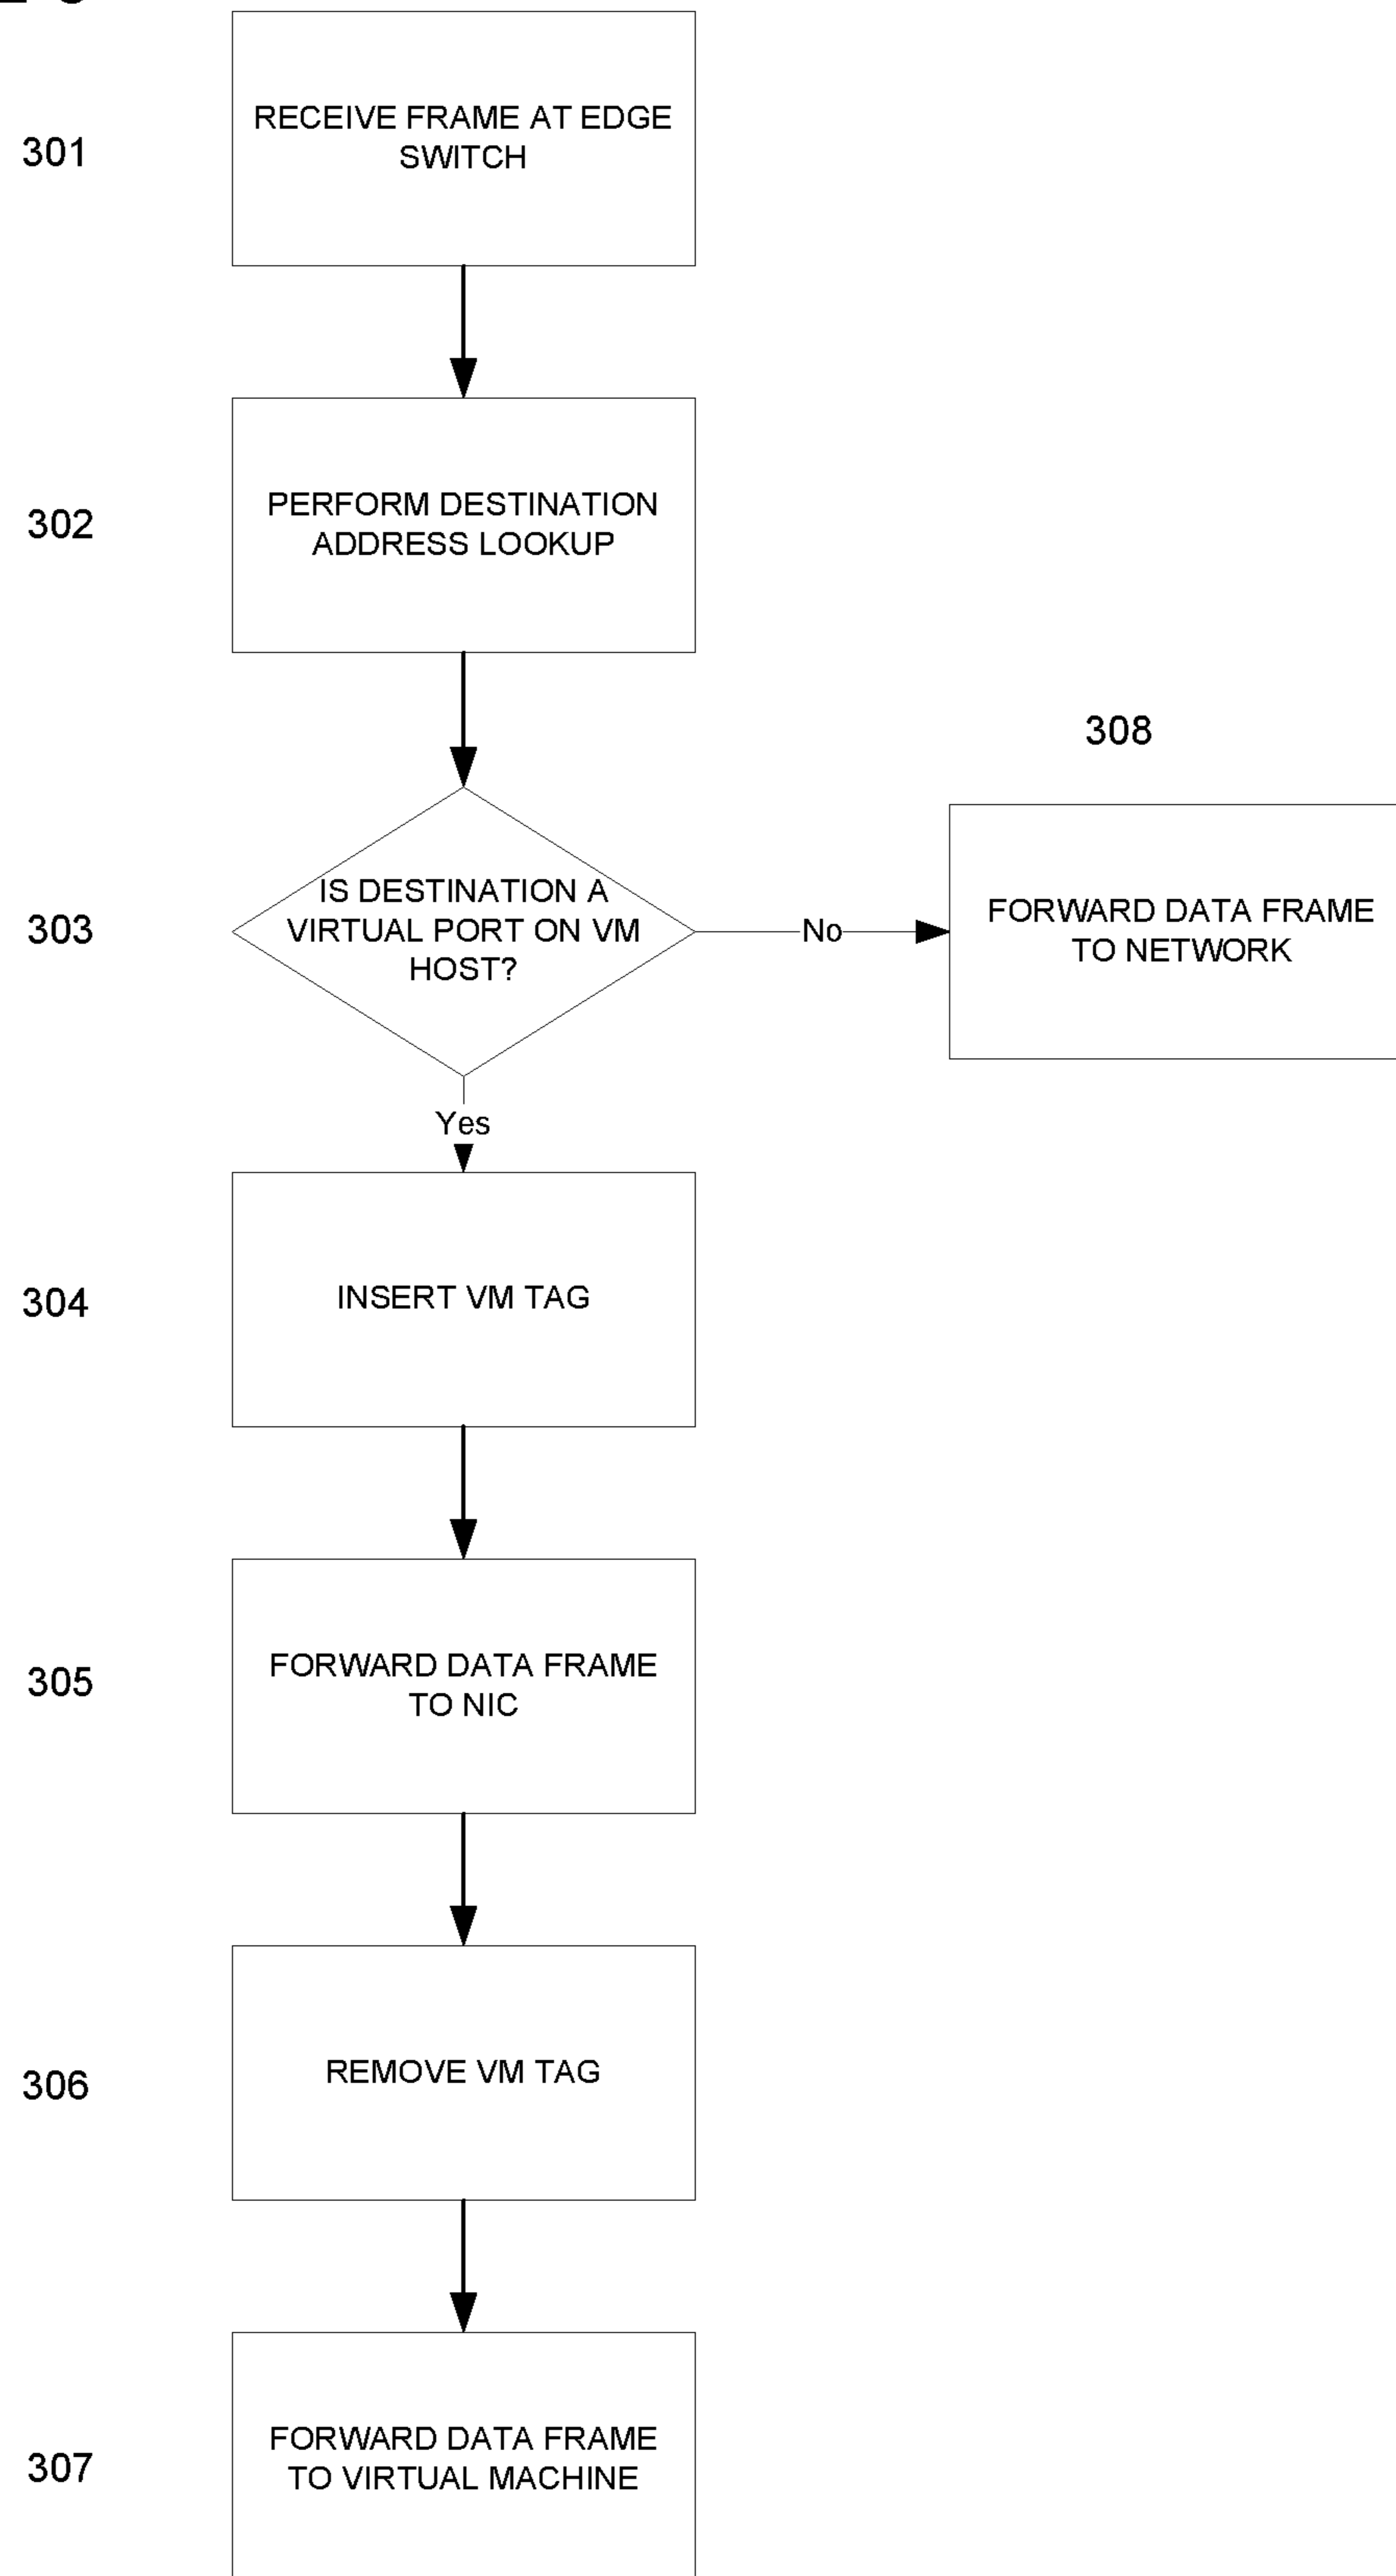 301
RECEIVE FRAME AT EDGE
SWITCH
302
PERFORM DESTINATION
ADDRESS LOOKUP
308
303
IS DESTINATION A
VIRTUAL PORT ON VM
HOST?
No
FORWARD DATA FRAME
TO NETWORK
Yes
304
INSERT VM TAG
305
FORWARD DATA FRAME
TO NIC
306
REMOVE VM TAG
307
FORWARD DATA FRAME
TO VIRTUAL MACHINE